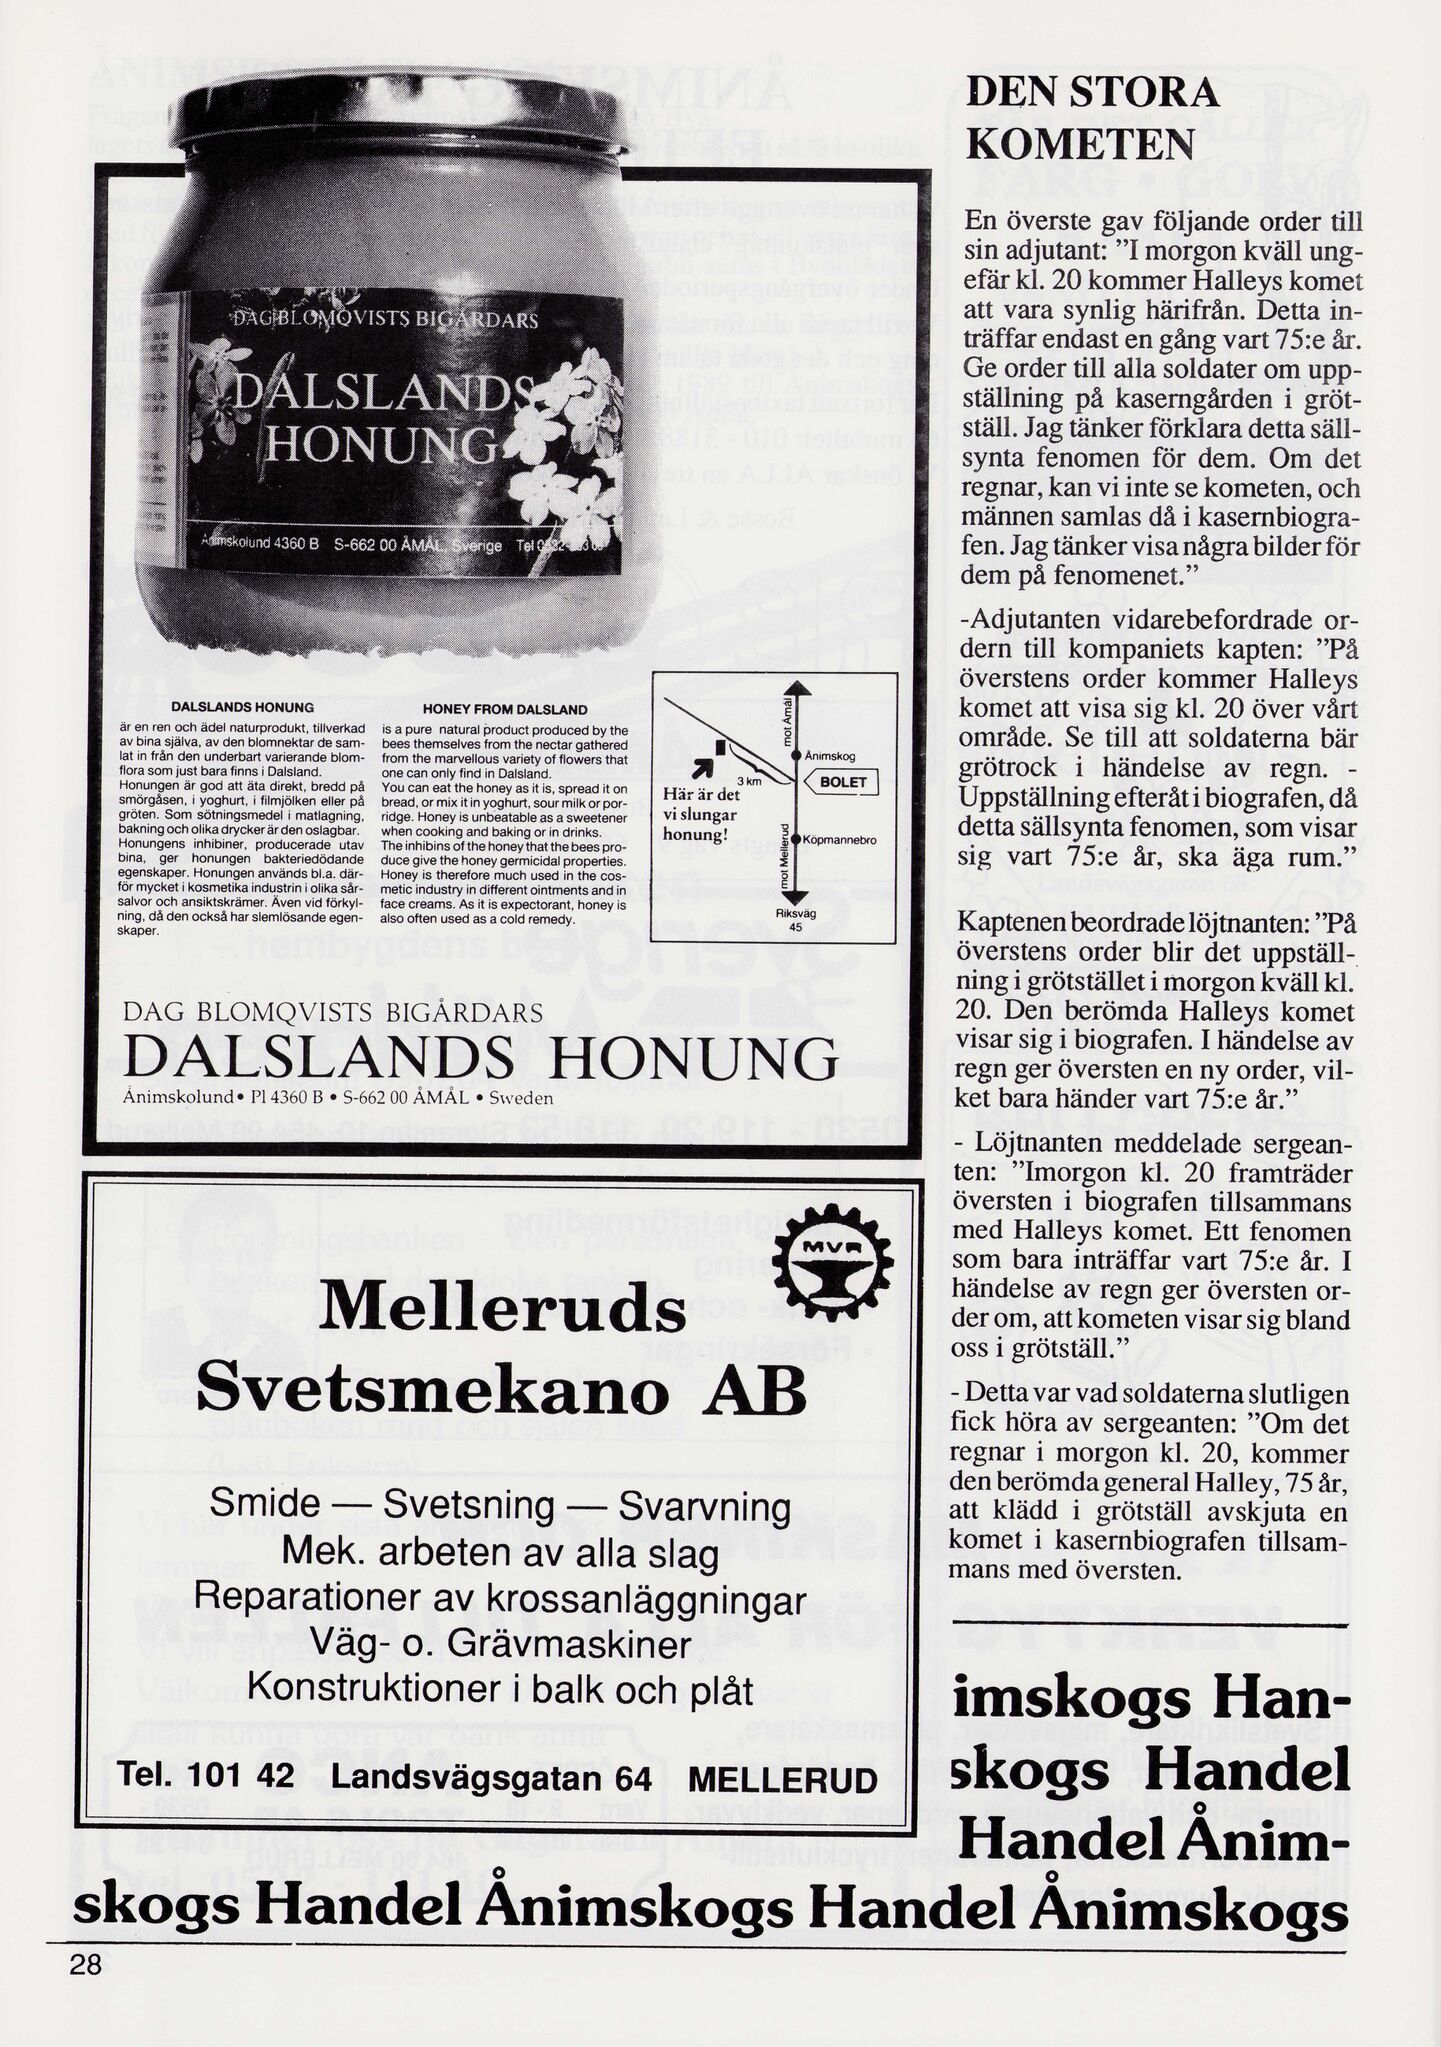 DAG BLOMQVISTS BIGÅRDARS
DALSLANDS
HONUNG
Ånimskolund 4360 B S-662 00 ÅMÅL, Sverige
DALSLANDS HONUNG
är en ren och ädel naturprodukt, tillverkad
av bina själva, av den blomnektar de sam-
lat in från den underbart varierande blom-
flora som just bara finns i Dalsland.
Honungen är god att äta direkt, bredd på
smörgåsen, i yoghurt, i filmjölken eller på
gröten. Som sötningsmedel i matlagning,
bakning och olika drycker är den oslagbar.
Honungens inhibiner, producerade utav
bina, ger honungen bakteriedödande
egenskaper. Honungen används bl.a. där-
för mycket i kosmetika industrin i olika sår-
salvor och ansiktskrämer. Även vid förkyl-
ning, då den också har slemlösande egen-
skaper.
HONEY FROM DALSLAND
is a pure natural product produced by the
bees themselves from the nectar gathered
from the marvellous variety of flowers that
one can only find in Dalsland.
You can eat the honey as it is, spread it on
bread, or mix it in yoghurt, sour milk or por-
ridge. Honey is unbeatable as a sweetener
when cooking and baking or in drinks.
The inhibins of the honey that the bees pro-
duce give the honey germicidal properties.
Honey is therefore much used in the cos-
metic industry in different ointments and in
face creams. As it is expectorant, honey is
also often used as a cold remedy.
mot Åmål
Ånimskog
3 km
BOLET
Här är det
vi slungar
honung!
Köpmannebro
mot Mellerud
Riksväg
45
DAG BLOMQVISTS BIGÅRDARS
DALSLANDS HONUNG
Ånimskolund • Pl 4360 B • S-662 00 ÅMÅL • Sweden
MVR
Melleruds
Svetsmekano AB
Smide — Svetsning — Svarvning
Mek. arbeten av alla slag
Reparationer av krossanläggningar
Väg- o. Grävmaskiner
Konstruktioner i balk och plåt
Tel. 101 42 Landsvägsgatan 64 MELLERUD
DEN STORA
KOMETEN
En överste gav följande order till
sin adjutant: ”I morgon kväll ung-
efär kl. 20 kommer Halleys komet
att vara synlig härifrån. Detta in-
träffar endast en gång vart 75:e år.
Ge order till alla soldater om upp-
ställning på kaserngården i gröt-
ställ. Jag tänker förklara detta säll-
synta fenomen för dem. Om det
regnar, kan vi inte se kometen, och
männen samlas då i kasernbiogra-
fen. Jag tänker visa några bilder för
dem på fenomenet.”
-Adjutanten vidarebefordrade or-
dern till kompaniets kapten: ”På
överstens order kommer Halleys
komet att visa sig kl. 20 över vårt
område. Se till att soldaterna bär
grötrock i händelse av regn. -
Uppställning efteråt i biografen, då
detta sällsynta fenomen, som visar
sig vart 75:e år, ska äga rum.”
Kaptenen beordrade löjtnanten: ”På
överstens order blir det uppställ-
ning i grötstället i morgon kväll kl.
20. Den berömda Halleys komet
visar sig i biografen. I händelse av
regn ger översten en ny order, vil-
ket bara händer vart 75:e år.”
- Löjtnanten meddelade sergean-
ten: ”Imorgon kl. 20 framträder
översten i biografen tillsammans
med Halleys komet. Ett fenomen
som bara inträffar vart 75:e år. I
händelse av regn ger översten or-
der om, att kometen visar sig bland
oss i grötställ.”
- Detta var vad soldaterna slutligen
fick höra av sergeanten: ”Om det
regnar i morgon kl. 20, kommer
den berömda general Halley, 75 år,
att klädd i grötställ avskjuta en
komet i kasernbiografen tillsam-
mans med översten.
imskogs Han-
skogs Handel
Handel Ånim-
skogs Handel Ånimskogs Handel Ånimskogs
28